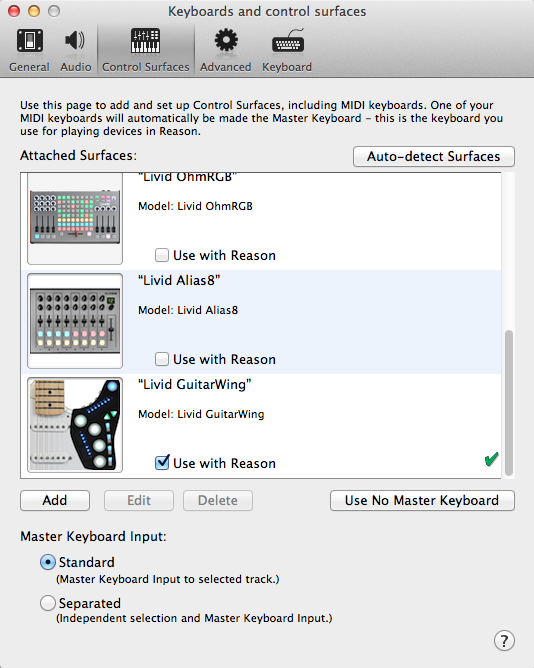 Keyboards and control surfaces
General Audio Control Surfaces Advanced Keyboard
Use this page to add and set up Control Surfaces, including MIDI keyboards. One of your
MIDI keyboards will automatically be made the Master Keyboard – this is the keyboard you
use for playing devices in Reason.
Attached Surfaces:
Auto-detect Surfaces
“Livid OhmRGB”
Model: Livid OhmRGB
Use with Reason
“Livid Alias8”
Model: Livid Alias8
Use with Reason
“Livid GuitarWing”
Model: Livid GuitarWing
Use with Reason
Add Edit Delete Use No Master Keyboard
Master Keyboard Input:
Standard
(Master Keyboard Input to selected track.)
Separated
(Independent selection and Master Keyboard Input.)
?